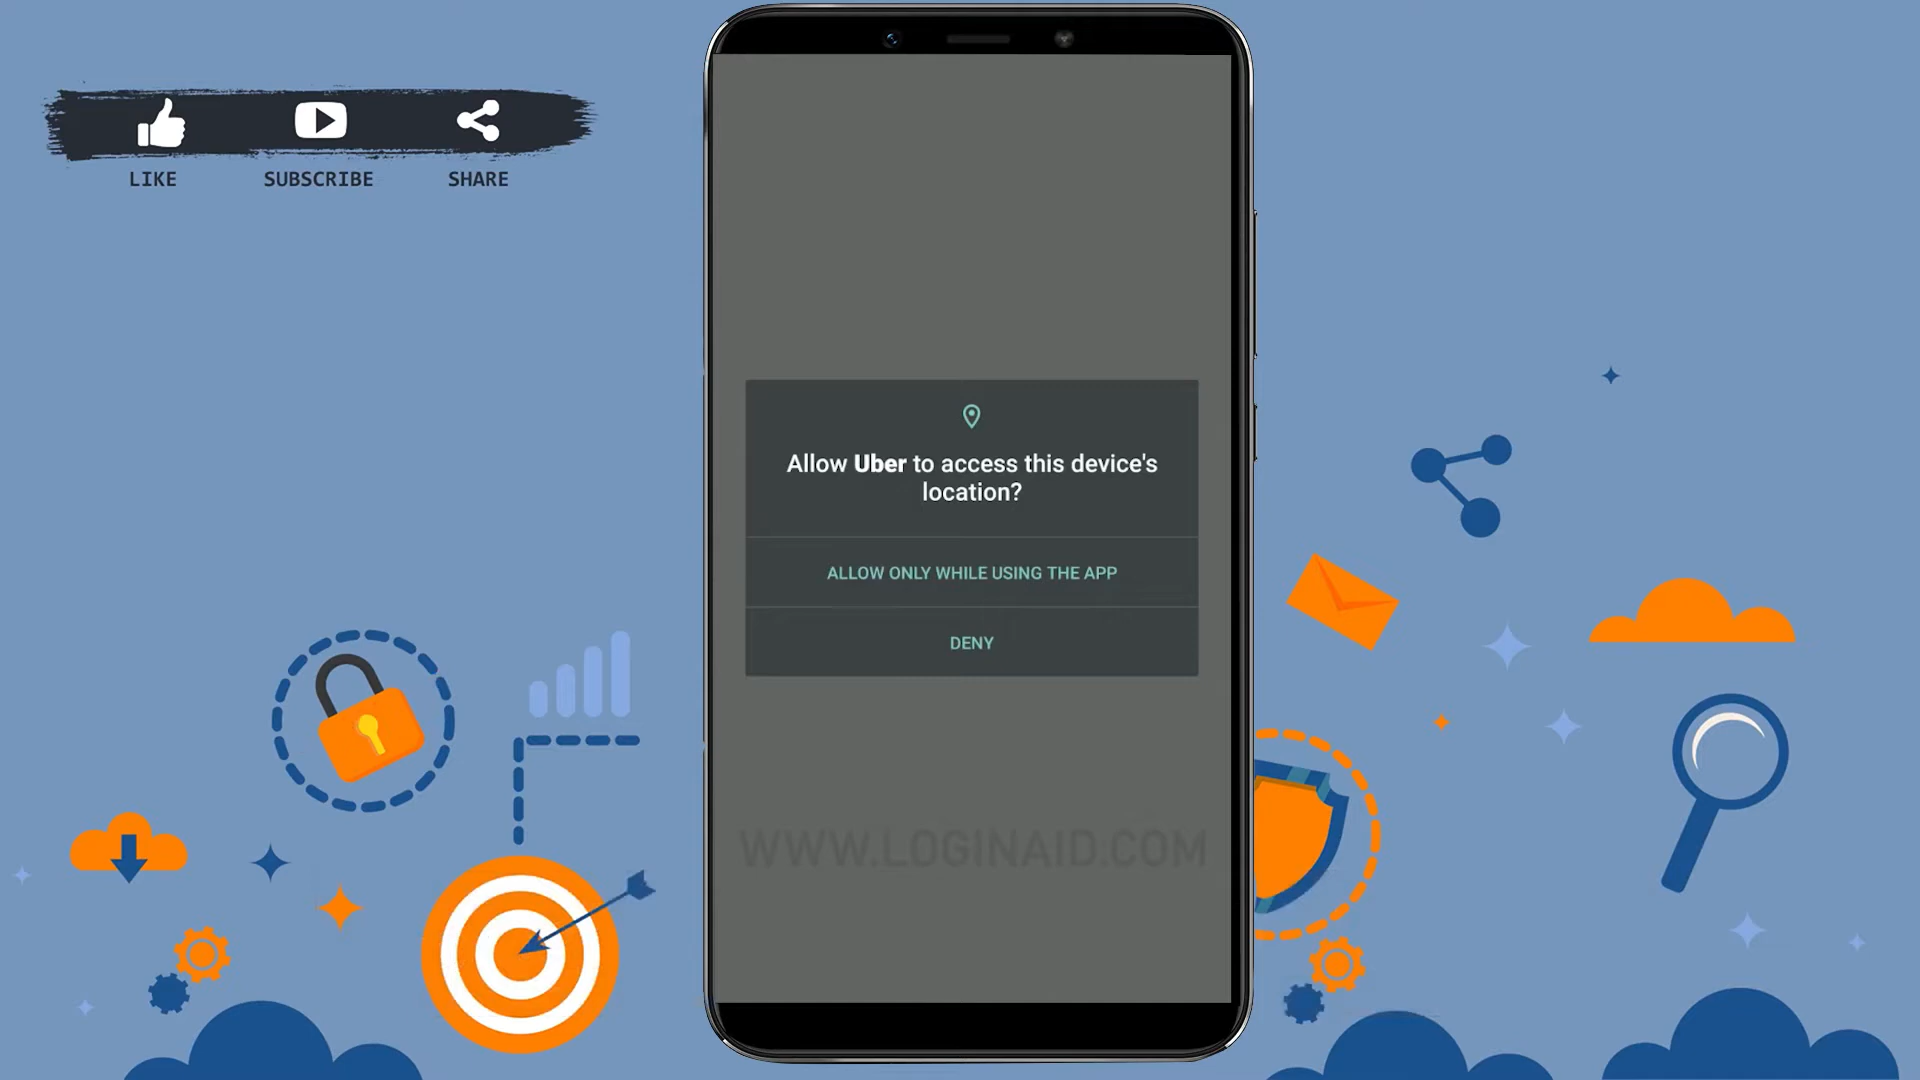 LIKE SUBSCRIBE SHARE
Allow Uber to access this device's
location?
ALLOW ONLY WHILE USING THE APP
DENY
WWW.LOGINAID.COM